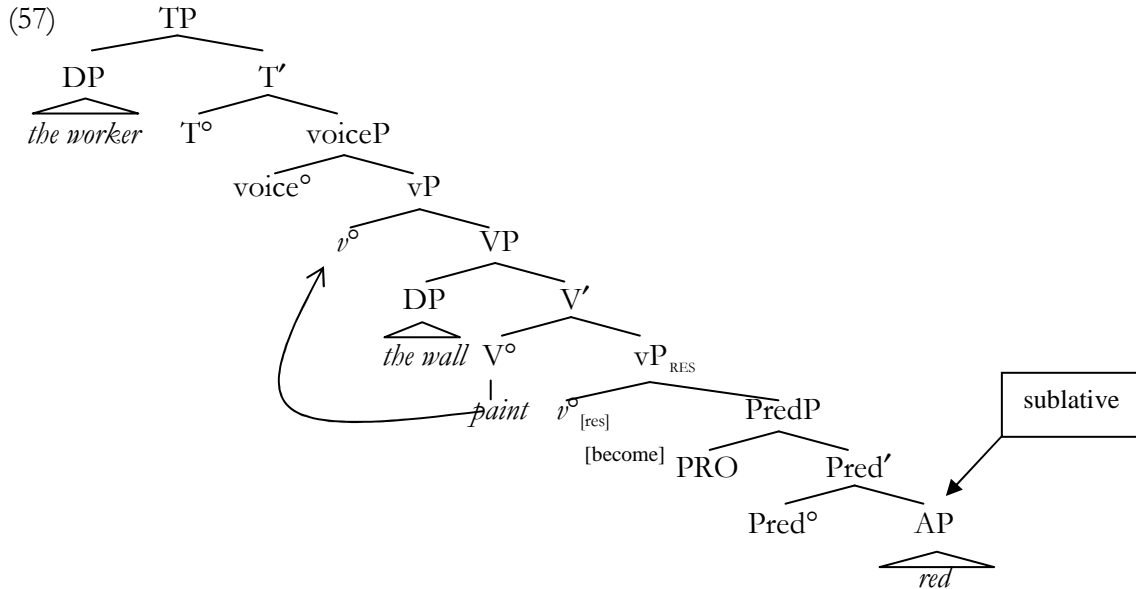 (57) TP
DP T′
the worker T° voiceP
voice° vP
v° VP
DP V′
the wall V° vP RES
paint v° [res] PredP
sublative
[become] PRO Pred′
Pred° AP
red